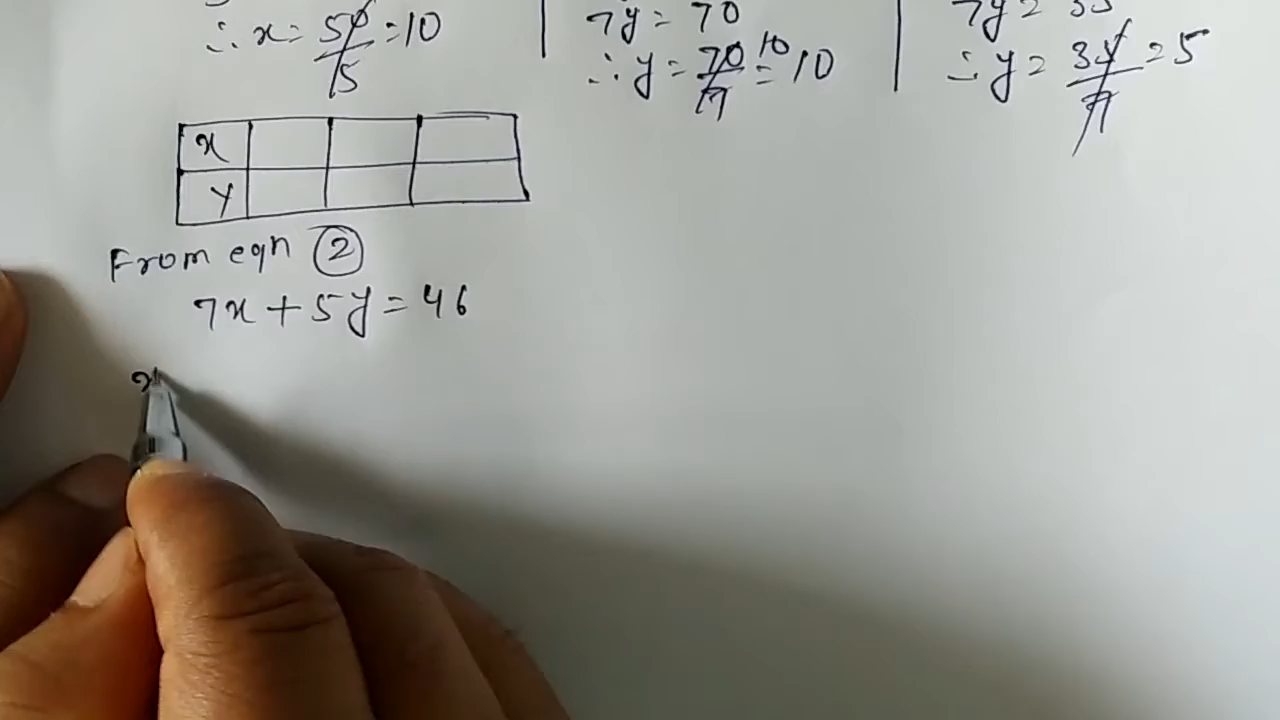 ∴ x = 50/5 = 10
7y = 70
∴ y = 70/7 = 10 10
7y = 35
∴ y = 35/7 = 5
x
y
From eqn 2
7x + 5y = 46
x